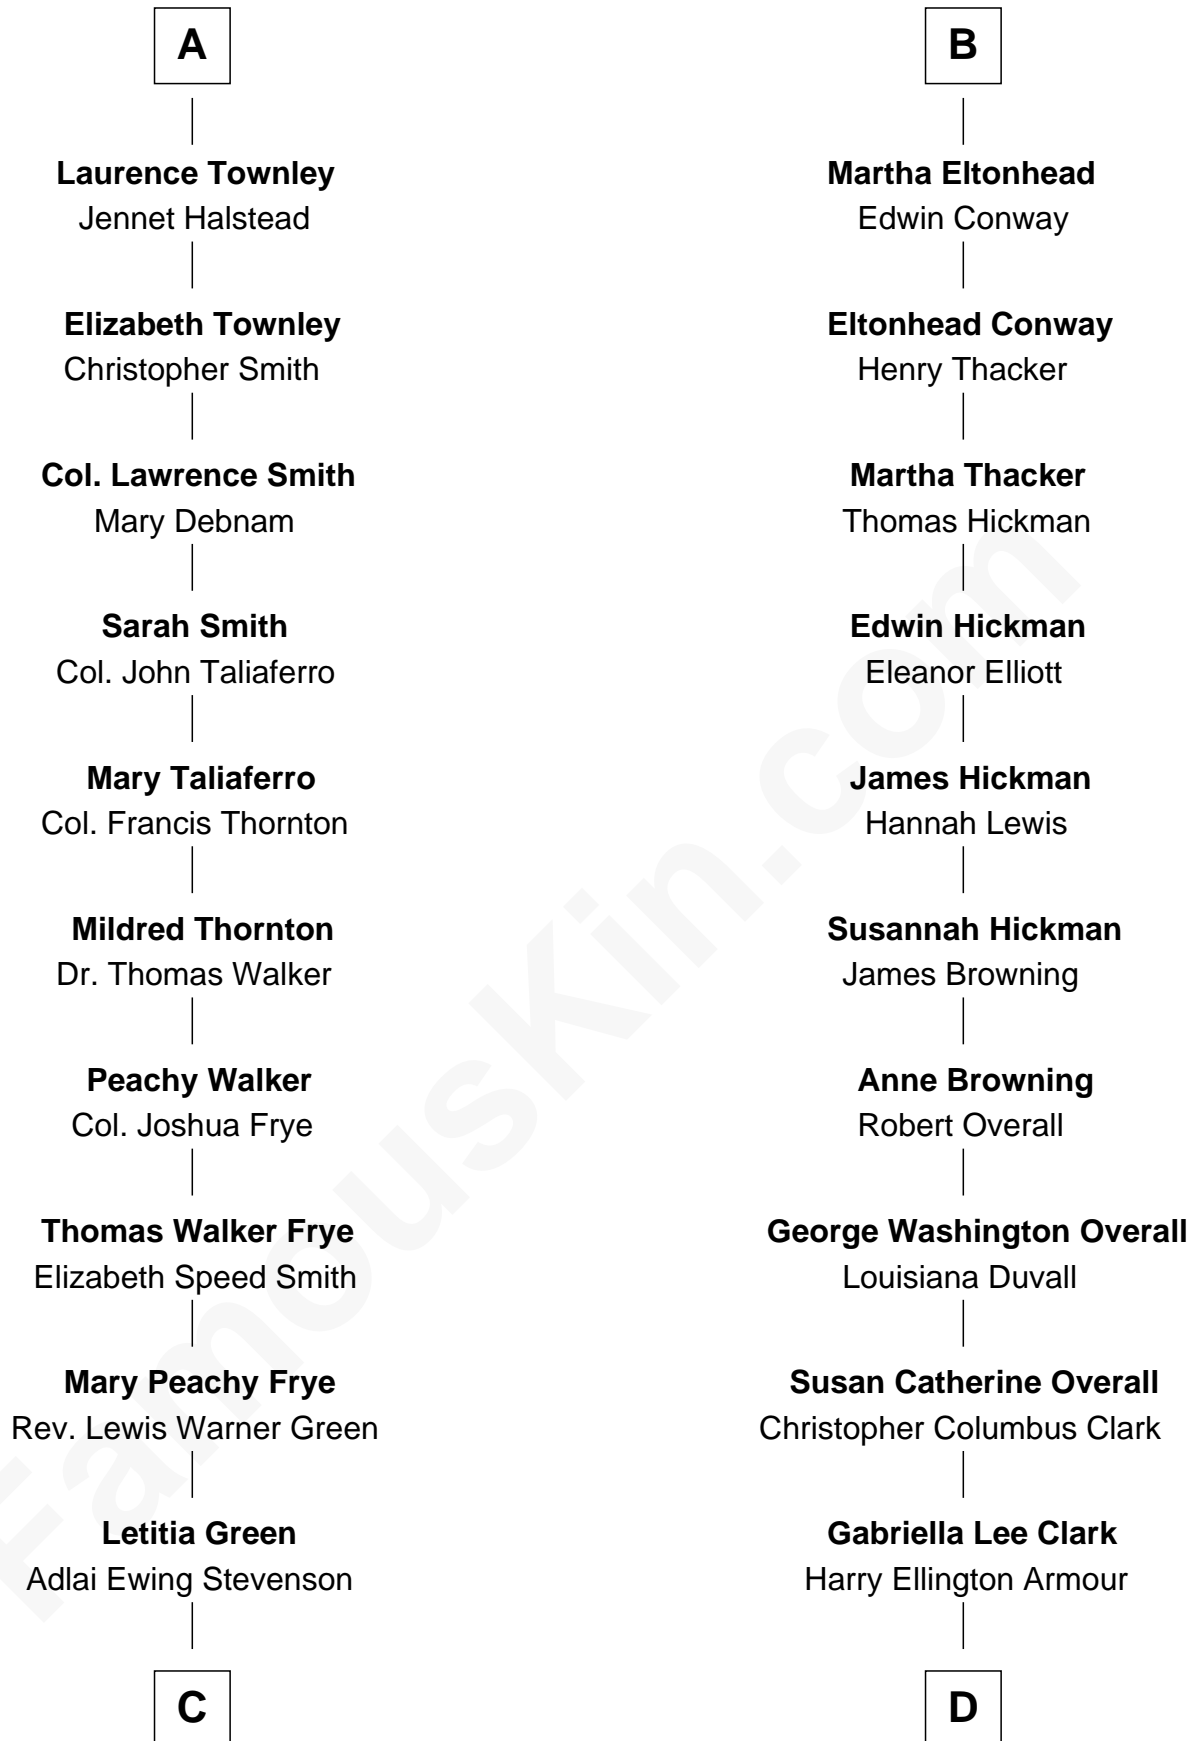 A
Laurence Townley
Jennet Halstead
Elizabeth Townley
Christopher Smith
Col. Lawrence Smith
Mary Debnam
Sarah Smith
Col. John Taliaferro
Mary Taliaferro
Col. Francis Thornton
Mildred Thornton
Dr. Thomas Walker
Peachy Walker
Col. Joshua Frye
Thomas Walker Frye
Elizabeth Speed Smith
Mary Peachy Frye
Rev. Lewis Warner Green
Letitia Green
Adlai Ewing Stevenson
C
B
Martha Eltonhead
Edwin Conway
Eltonhead Conway
Henry Thacker
Martha Thacker
Thomas Hickman
Edwin Hickman
Eleanor Elliott
James Hickman
Hannah Lewis
Susannah Hickman
James Browning
Anne Browning
Robert Overall
George Washington Overall
Louisiana Duvall
Susan Catherine Overall
Christopher Columbus Clark
Gabriella Lee Clark
Harry Ellington Armour
D
FamousKin.com